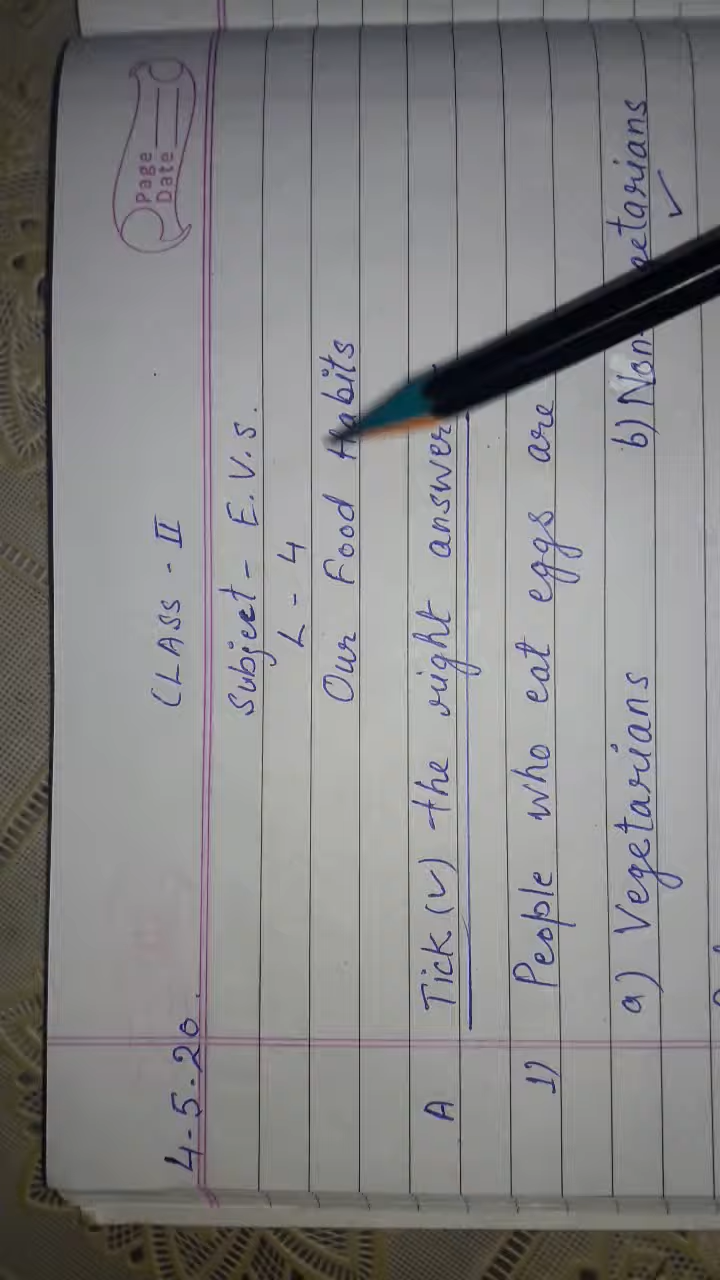 Page
Date
4-5-20.
CLASS - II
Subject - E.V.S.
L - 4
Our Food Habits
A Tick (✓) the right answer
1) People who eat eggs are
a) Vegetarians b) Non- getarians ✓